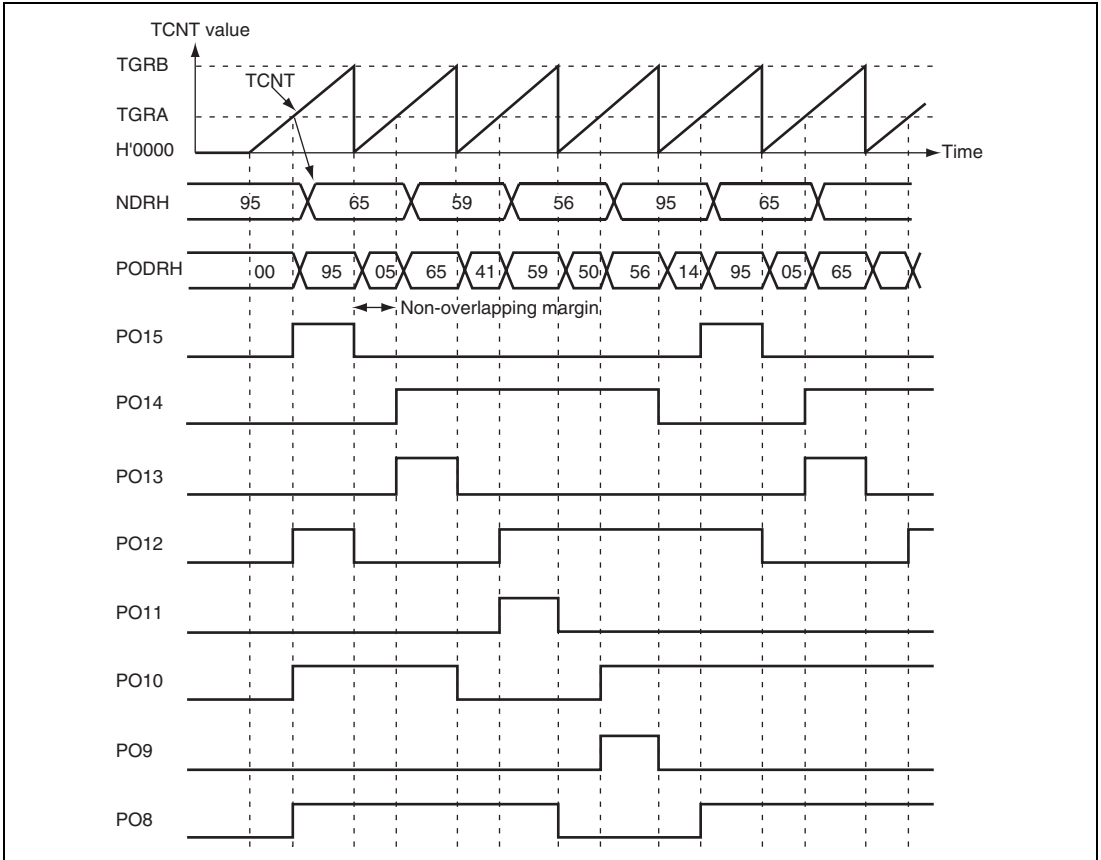 TCNT value
TGRB
TCNT
TGRA
H'0000
Time
NDRH 95 65 59 56 95 65
PODRH 00 95 05 65 41 59 50 56 14 95 05 65
Non-overlapping margin
PO15
PO14
PO13
PO12
PO11
PO10
PO9
PO8